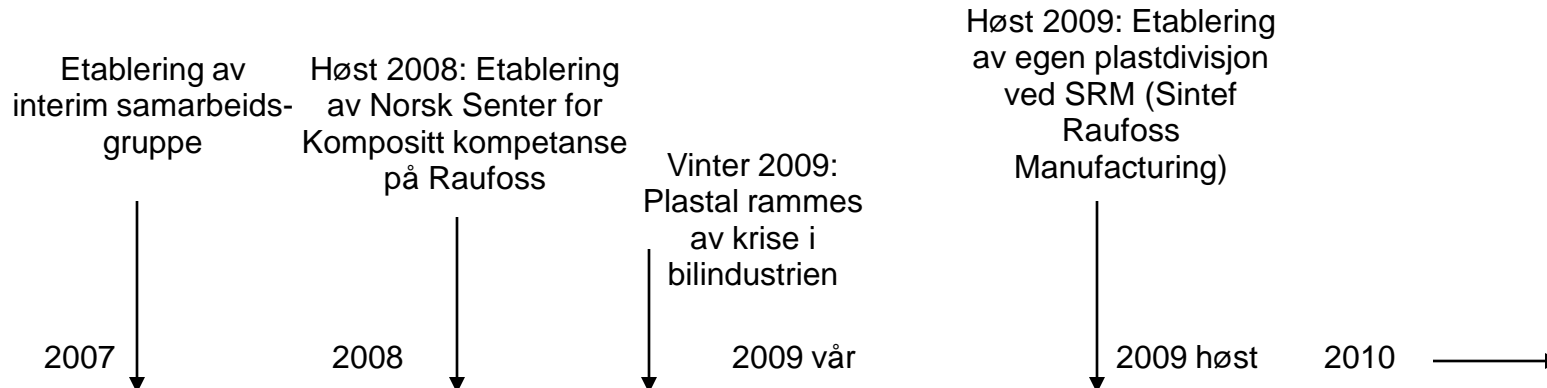 Etablering av
interim samarbeids-
gruppe
Høst 2008: Etablering
av Norsk Senter for
Kompositt kompetanse
på Raufoss
Vinter 2009:
Plastal rammes
av krise i
bilindustrien
Høst 2009: Etablering
av egen plastdivisjon
ved SRM (Sintef
Raufoss
Manufacturing)
2007 2008 2009 vår 2009 høst 2010